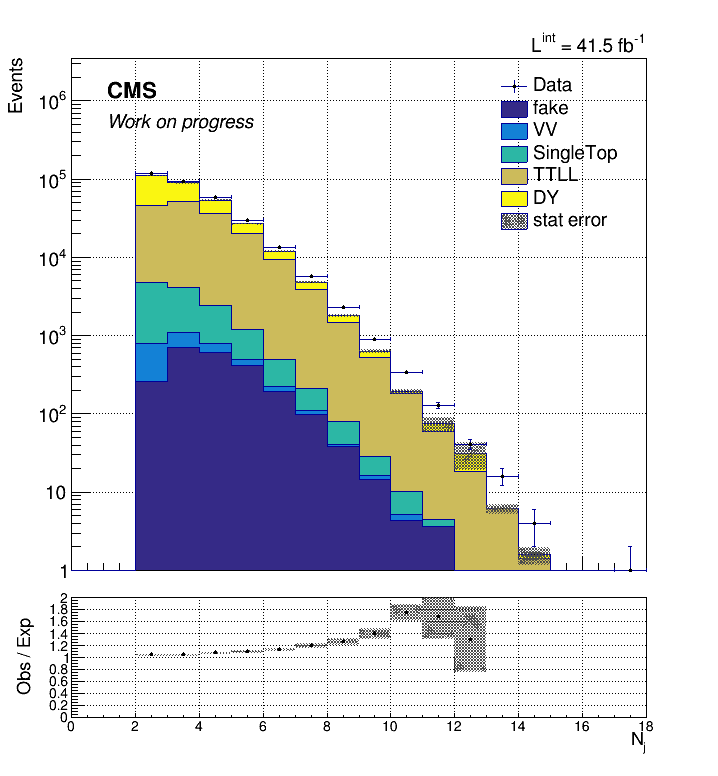 L^int = 41.5 fb^-1
Events
CMS
Work on progress
Data
fake
VV
SingleTop
TTLL
DY
stat error
10^6
10^5
10^4
10^3
10^2
10
1
Obs / Exp
2
1.8
1.6
1.4
1.2
1
0.8
0.6
0.4
0.2
0
0 2 4 6 8 10 12 14 16 18
N_j